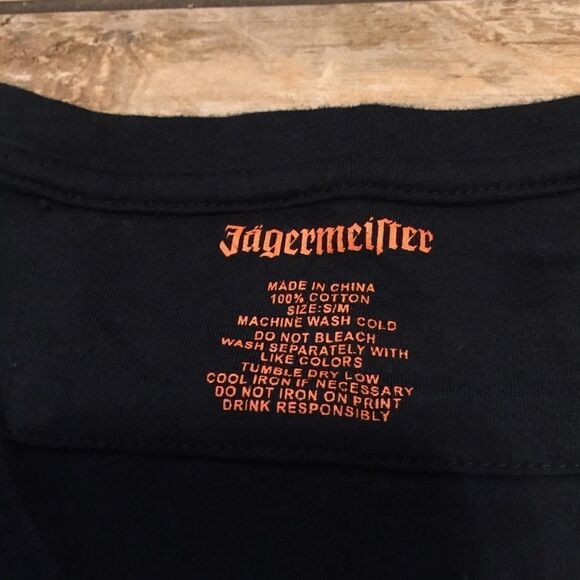 Jägermeiſter
MADE IN CHINA
100% COTTON
SIZE:S/M
MACHINE WASH COLD
DO NOT BLEACH
WASH SEPARATELY WITH
LIKE COLORS
TUMBLE DRY LOW
COOL IRON IF NECESSARY
DO NOT IRON ON PRINT
DRINK RESPONSIBLY